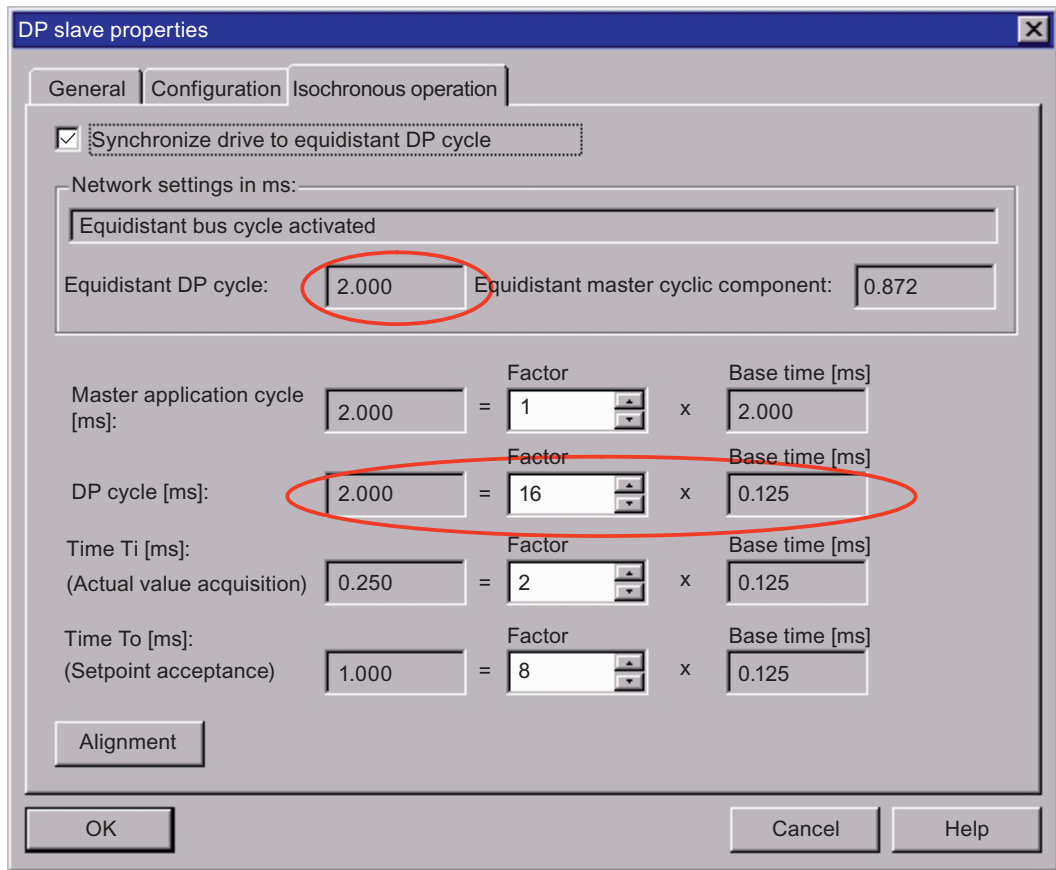 DP slave properties
General Configuration Isochronous operation
Synchronize drive to equidistant DP cycle
Network settings in ms:
Equidistant bus cycle activated
Equidistant DP cycle: 2.000 Equidistant master cyclic component: 0.872
Factor Base time [ms]
Master application cycle
[ms]: 2.000 = 1 x 2.000
Factor Base time [ms]
DP cycle [ms]: 2.000 = 16 x 0.125
Time Ti [ms]: Factor Base time [ms]
(Actual value acquisition) 0.250 = 2 x 0.125
Time To [ms]: Factor Base time [ms]
(Setpoint acceptance) 1.000 = 8 x 0.125
Alignment
OK Cancel Help